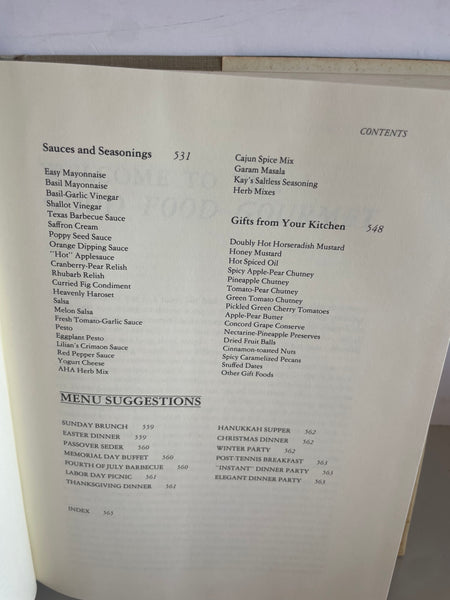 CONTENTS
Sauces and Seasonings 531
Easy Mayonnaise
Basil Mayonnaise
Basil-Garlic Vinegar
Shallot Vinegar
Texas Barbecue Sauce
Saffron Cream
Poppy Seed Sauce
Orange Dipping Sauce
"Hot" Applesauce
Cranberry-Pear Relish
Rhubarb Relish
Curried Fig Condiment
Heavenly Haroset
Salsa
Melon Salsa
Fresh Tomato-Garlic Sauce
Pesto
Eggplant Pesto
Lilian's Crimson Sauce
Red Pepper Sauce
Yogurt Cheese
AHA Herb Mix
Cajun Spice Mix
Garam Masala
Kay's Saltless Seasoning
Herb Mixes
Gifts from Your Kitchen 548
Doubly Hot Horseradish Mustard
Honey Mustard
Hot Spiced Oil
Spicy Apple-Pear Chutney
Pineapple Chutney
Tomato-Pear Chutney
Green Tomato Chutney
Pickled Green Cherry Tomatoes
Apple-Pear Butter
Concord Grape Conserve
Nectarine-Pineapple Preserves
Dried Fruit Balls
Cinnamon-roasted Nuts
Spicy Caramelized Pecans
Stuffed Dates
Other Gift Foods
MENU SUGGESTIONS
SUNDAY BRUNCH 559
EASTER DINNER 559
PASSOVER SEDER 560
MEMORIAL DAY BUFFET 560
FOURTH OF JULY BARBECUE 560
LABOR DAY PICNIC 561
THANKSGIVING DINNER 561
HANUKKAH SUPPER 562
CHRISTMAS DINNER 562
WINTER PARTY 562
POST-TENNIS BREAKFAST 563
"INSTANT" DINNER PARTY 563
ELEGANT DINNER PARTY 563
INDEX 565